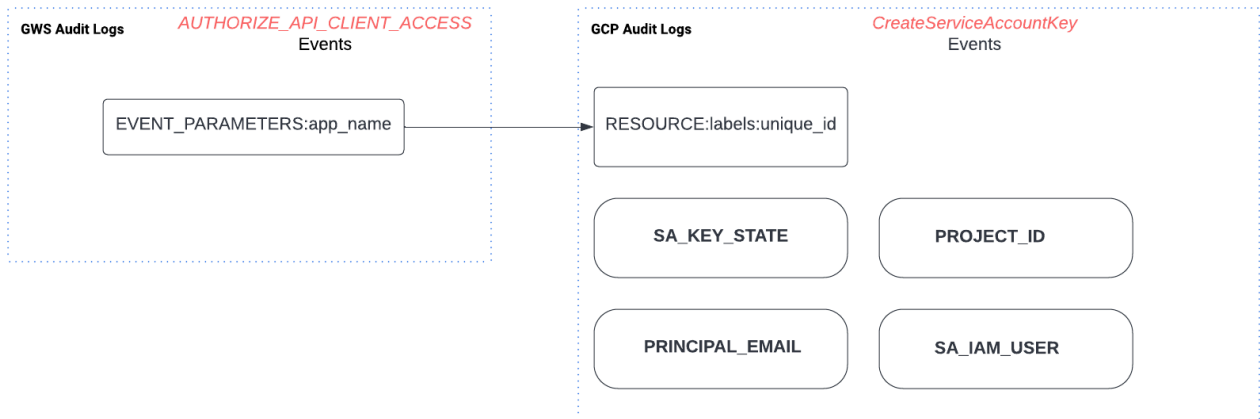 GWS Audit Logs
AUTHORIZE_API_CLIENT_ACCESS
Events
EVENT_PARAMETERS:app_name
GCP Audit Logs
CreateServiceAccountKey
Events
RESOURCE:labels:unique_id
SA_KEY_STATE
PROJECT_ID
PRINCIPAL_EMAIL
SA_IAM_USER